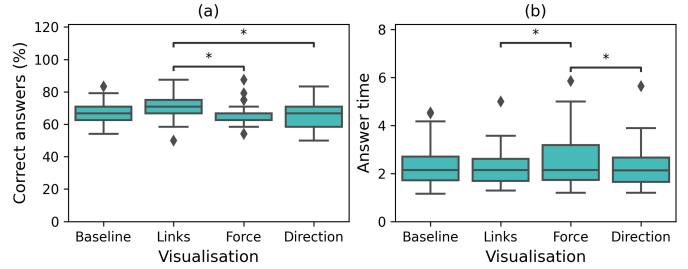 (a)
Correct answers (%)
120
100
80
60
40
20
0
*
*
Baseline Links Force Direction
Visualisation
(b)
Answer time
8
6
4
2
0
*
*
Baseline Links Force Direction
Visualisation